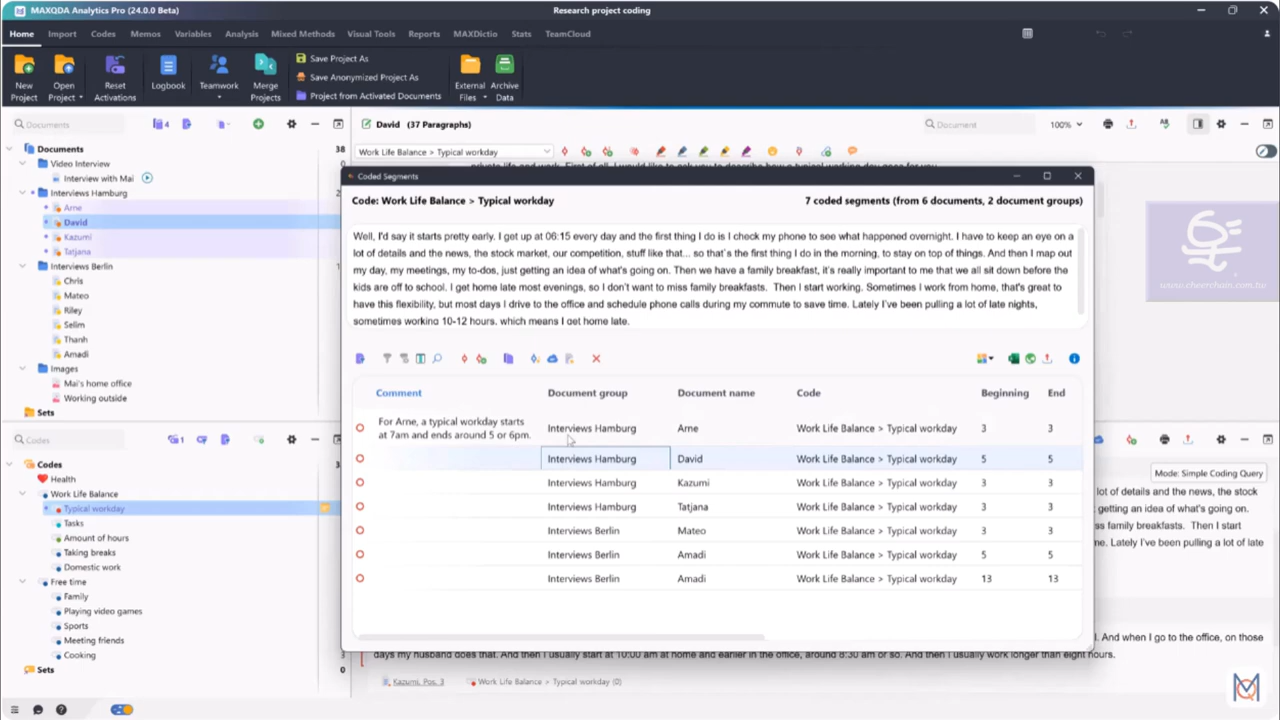 MAXQDA Analytics Pro (24.0.0 Beta)
Research project coding
Home Import Codes Memos Variables Analysis Mixed Methods Visual Tools Reports MAXDictio Stats TeamCloud
New Project
Open Project
Reset Activations
Logbook
Teamwork
Merge Projects
Save Project As
Save Anonymized Project As
Project from Activated Documents
External Files
Archive Data
Documents
4
Documents 38
Video Interview
Interview with Mai
Interviews Hamburg
Arne
David
Kazumi
Tatjana
Interviews Berlin
Chris
Mateo
Riley
Selim
Thanh
Amadi
Images
Mai's home office
Working outside
Sets 0
Codes
1
Codes
Health
Work Life Balance
Typical workday
Tasks
Amount of hours
Taking breaks
Domestic work
Free time
Family
Playing video games
Sports
Meeting friends
Cooking
Sets 0
David (37 Paragraphs)
Document
100%
Work Life Balance > Typical workday
Coded Segments
Code: Work Life Balance > Typical workday
7 coded segments (from 6 documents, 2 document groups)
Well, I'd say it starts pretty early. I get up at 06:15 every day and the first thing I do is I check my phone to see what happened overnight. I have to keep an eye on a
lot of details and the news, the stock market, our competition, stuff like that... so that's the first thing I do in the morning, to stay on top of things. And then I map out
my day, my meetings, my to-dos, just getting an idea of what's going on. Then we have a family breakfast, it's really important to me that we all sit down before the
kids are off to school. I get home late most evenings, so I don't want to miss family breakfasts. Then I start working. Sometimes I work from home, that's great to
have this flexibility, but most days I drive to the office and schedule phone calls during my commute to save time. Lately I've been pulling a lot of late nights,
sometimes working 10-12 hours, which means I get home late.
Comment Document group Document name Code Beginning End
For Arne, a typical workday starts
at 7am and ends around 5 or 6pm.
Interviews Hamburg Arne Work Life Balance > Typical workday 3 3
Interviews Hamburg David Work Life Balance > Typical workday 5 5
Interviews Hamburg Kazumi Work Life Balance > Typical workday 3 3
Interviews Hamburg Tatjana Work Life Balance > Typical workday 3 3
Interviews Berlin Mateo Work Life Balance > Typical workday 3 3
Interviews Berlin Amadi Work Life Balance > Typical workday 5 5
Interviews Berlin Amadi Work Life Balance > Typical workday 13 13
www.cheerchain.com.tw
Mode: Simple Coding Query
lot of details and the news, the stock
getting an idea of what's going on.
ss family breakfasts. Then I start
me. Lately I've been pulling a lot of late
l. And when I go to the office, on those
days my husband does that. And then I usually start at 10:00 am at home and earlier in the office, around 8:30 am or so. And then I usually work longer than eight hours.
Kazumi, Pos. 3
Work Life Balance > Typical workday (0)